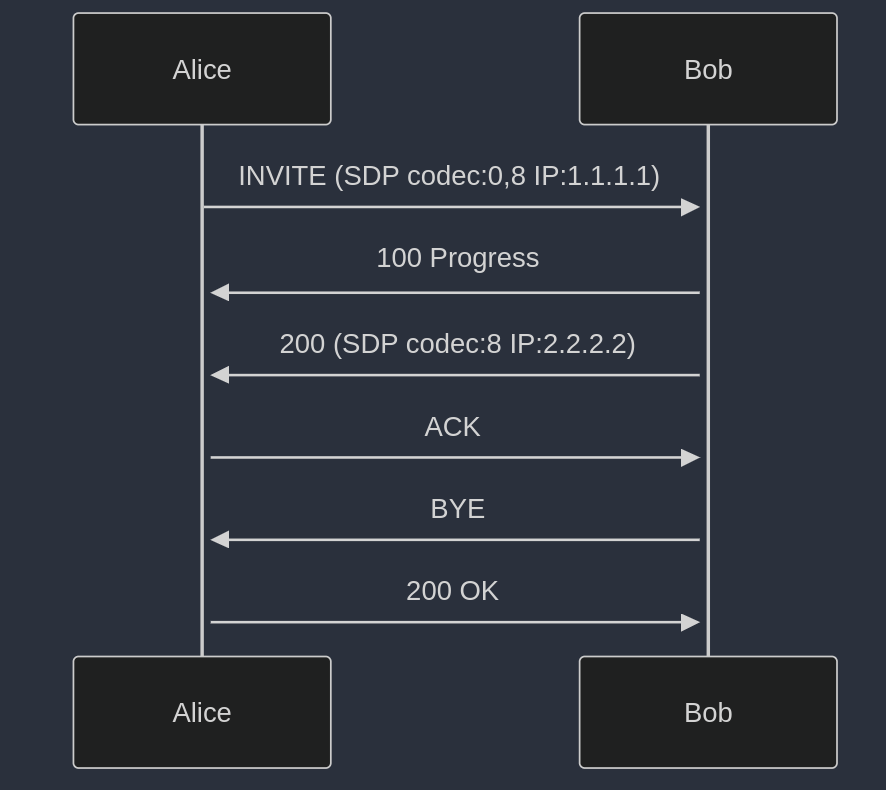 Alice
Bob
INVITE (SDP codec:0,8 IP:1.1.1.1)
100 Progress
200 (SDP codec:8 IP:2.2.2.2)
ACK
BYE
200 OK
Alice
Bob